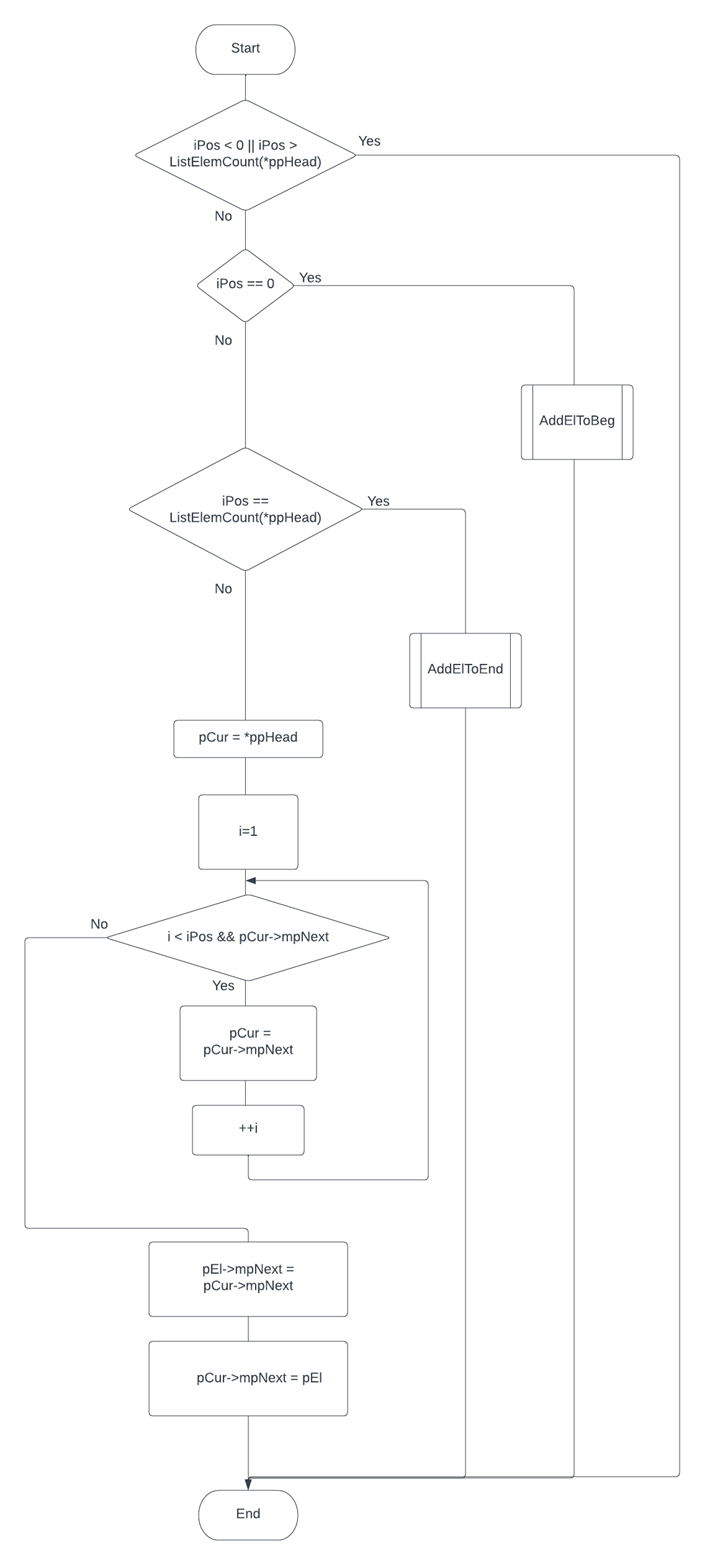 Start
iPos < 0 || iPos >
ListElemCount(*ppHead)
Yes
No
iPos == 0
Yes
No
AddElToBeg
iPos ==
ListElemCount(*ppHead)
Yes
No
AddElToEnd
pCur = *ppHead
i=1
No
i < iPos && pCur->mpNext
Yes
pCur =
pCur->mpNext
++i
pEl->mpNext =
pCur->mpNext
pCur->mpNext = pEl
End